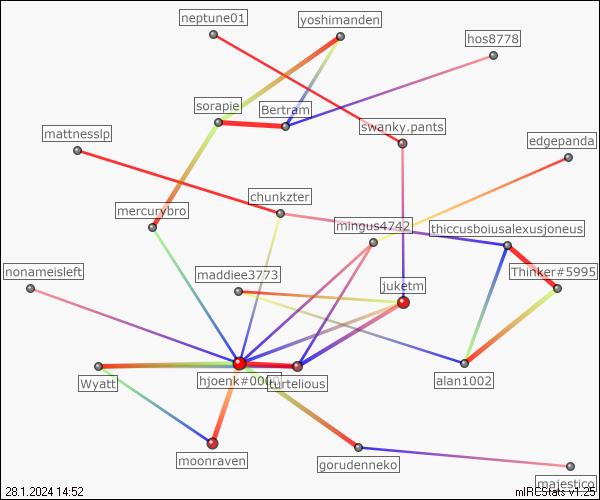 neptune01
yoshimanden
hos8778
sorapie
Bertram
swanky.pants
mattnesslp
edgepanda
chunkzter
mercurybro
mingus4742
thiccusboiusalexusjoneus
nonameisleft
maddiee3773
Thinker#5995
juketm
Wyatt
hjoenk#00
turtelious
alan1002
moonraven
gorudenneko
majestico
28.1.2024 14:52
mIRCStats v1.25